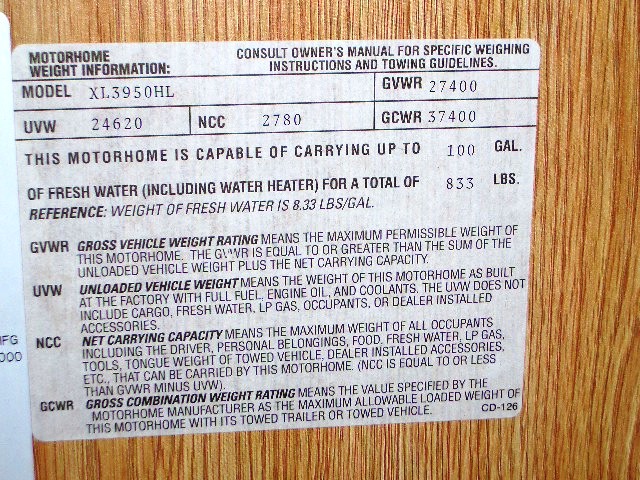 MOTORHOME
WEIGHT INFORMATION:
CONSULT OWNER'S MANUAL FOR SPECIFIC WEIGHING
INSTRUCTIONS AND TOWING GUIDELINES.
MODEL XL3950HL
GVWR 27400
UVW 24620
NCC 2780
GCWR 37400
THIS MOTORHOME IS CAPABLE OF CARRYING UP TO 100 GAL.
OF FRESH WATER (INCLUDING WATER HEATER) FOR A TOTAL OF 833 LBS.
REFERENCE: WEIGHT OF FRESH WATER IS 8.33 LBS/GAL.
GVWR GROSS VEHICLE WEIGHT RATING MEANS THE MAXIMUM PERMISSIBLE WEIGHT OF
THIS MOTORHOME. THE GVWR IS EQUAL TO OR GREATER THAN THE SUM OF THE
UNLOADED VEHICLE WEIGHT PLUS THE NET CARRYING CAPACITY.
UVW UNLOADED VEHICLE WEIGHT MEANS THE WEIGHT OF THIS MOTORHOME AS BUILT
AT THE FACTORY WITH FULL FUEL, ENGINE OIL, AND COOLANTS. THE UVW DOES NOT
INCLUDE CARGO, FRESH WATER, LP GAS, OCCUPANTS, OR DEALER INSTALLED
ACCESSORIES.
NCC NET CARRYING CAPACITY MEANS THE MAXIMUM WEIGHT OF ALL OCCUPANTS
INCLUDING THE DRIVER, PERSONAL BELONGINGS, FOOD, FRESH WATER, LP GAS,
TOOLS, TONGUE WEIGHT OF TOWED VEHICLE, DEALER INSTALLED ACCESSORIES,
ETC., THAT CAN BE CARRIED BY THIS MOTORHOME. (NCC IS EQUAL TO OR LESS
THAN GVWR MINUS UVW).
GCWR GROSS COMBINATION WEIGHT RATING MEANS THE VALUE SPECIFIED BY THE
MOTORHOME MANUFACTURER AS THE MAXIMUM ALLOWABLE LOADED WEIGHT OF
THIS MOTORHOME WITH ITS TOWED TRAILER OR TOWED VEHICLE.
CD-126
MFG
000